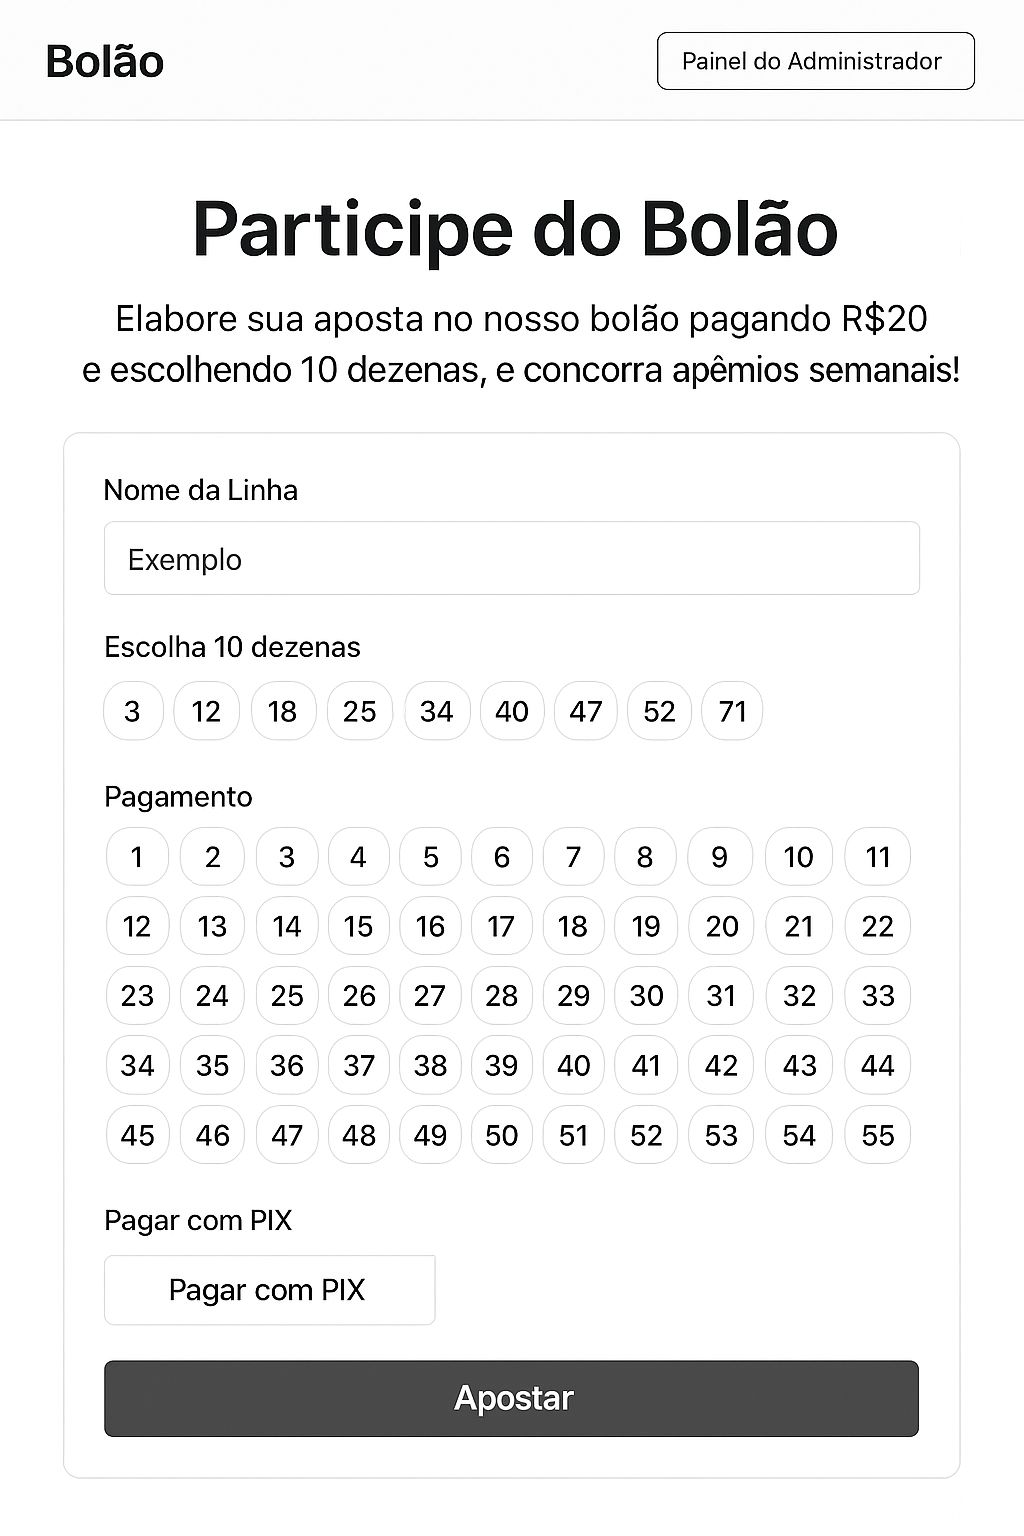 Bolão
Painel do Administrador
Participe do Bolão
Elabore sua aposta no nosso bolão pagando R$20
e escolhendo 10 dezenas, e concorra apêmios semanais!
Nome da Linha
Exemplo
Escolha 10 dezenas
3 12 18 25 34 40 47 52 71
Pagamento
1 2 3 4 5 6 7 8 9 10 11
12 13 14 15 16 17 18 19 20 21 22
23 24 25 26 27 28 29 30 31 32 33
34 35 36 37 38 39 40 41 42 43 44
45 46 47 48 49 50 51 52 53 54 55
Pagar com PIX
Pagar com PIX
Apostar